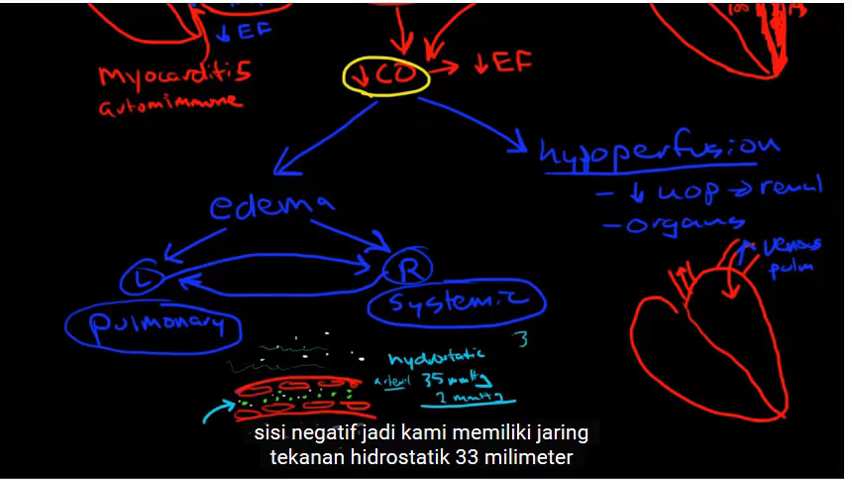 ↓ EF
100
Myocarditis
autoimmune
↓ CO → ↓ EF
hypoperfusion
- ↓ UOP → renal
- organs
edema
L
R
pulmonary
systemic
venous
pulm
hydrostatic
3
arterial 35 mmHg
2 mmHg
sisi negatif jadi kami memiliki jaring
tekanan hidrostatik 33 milimeter